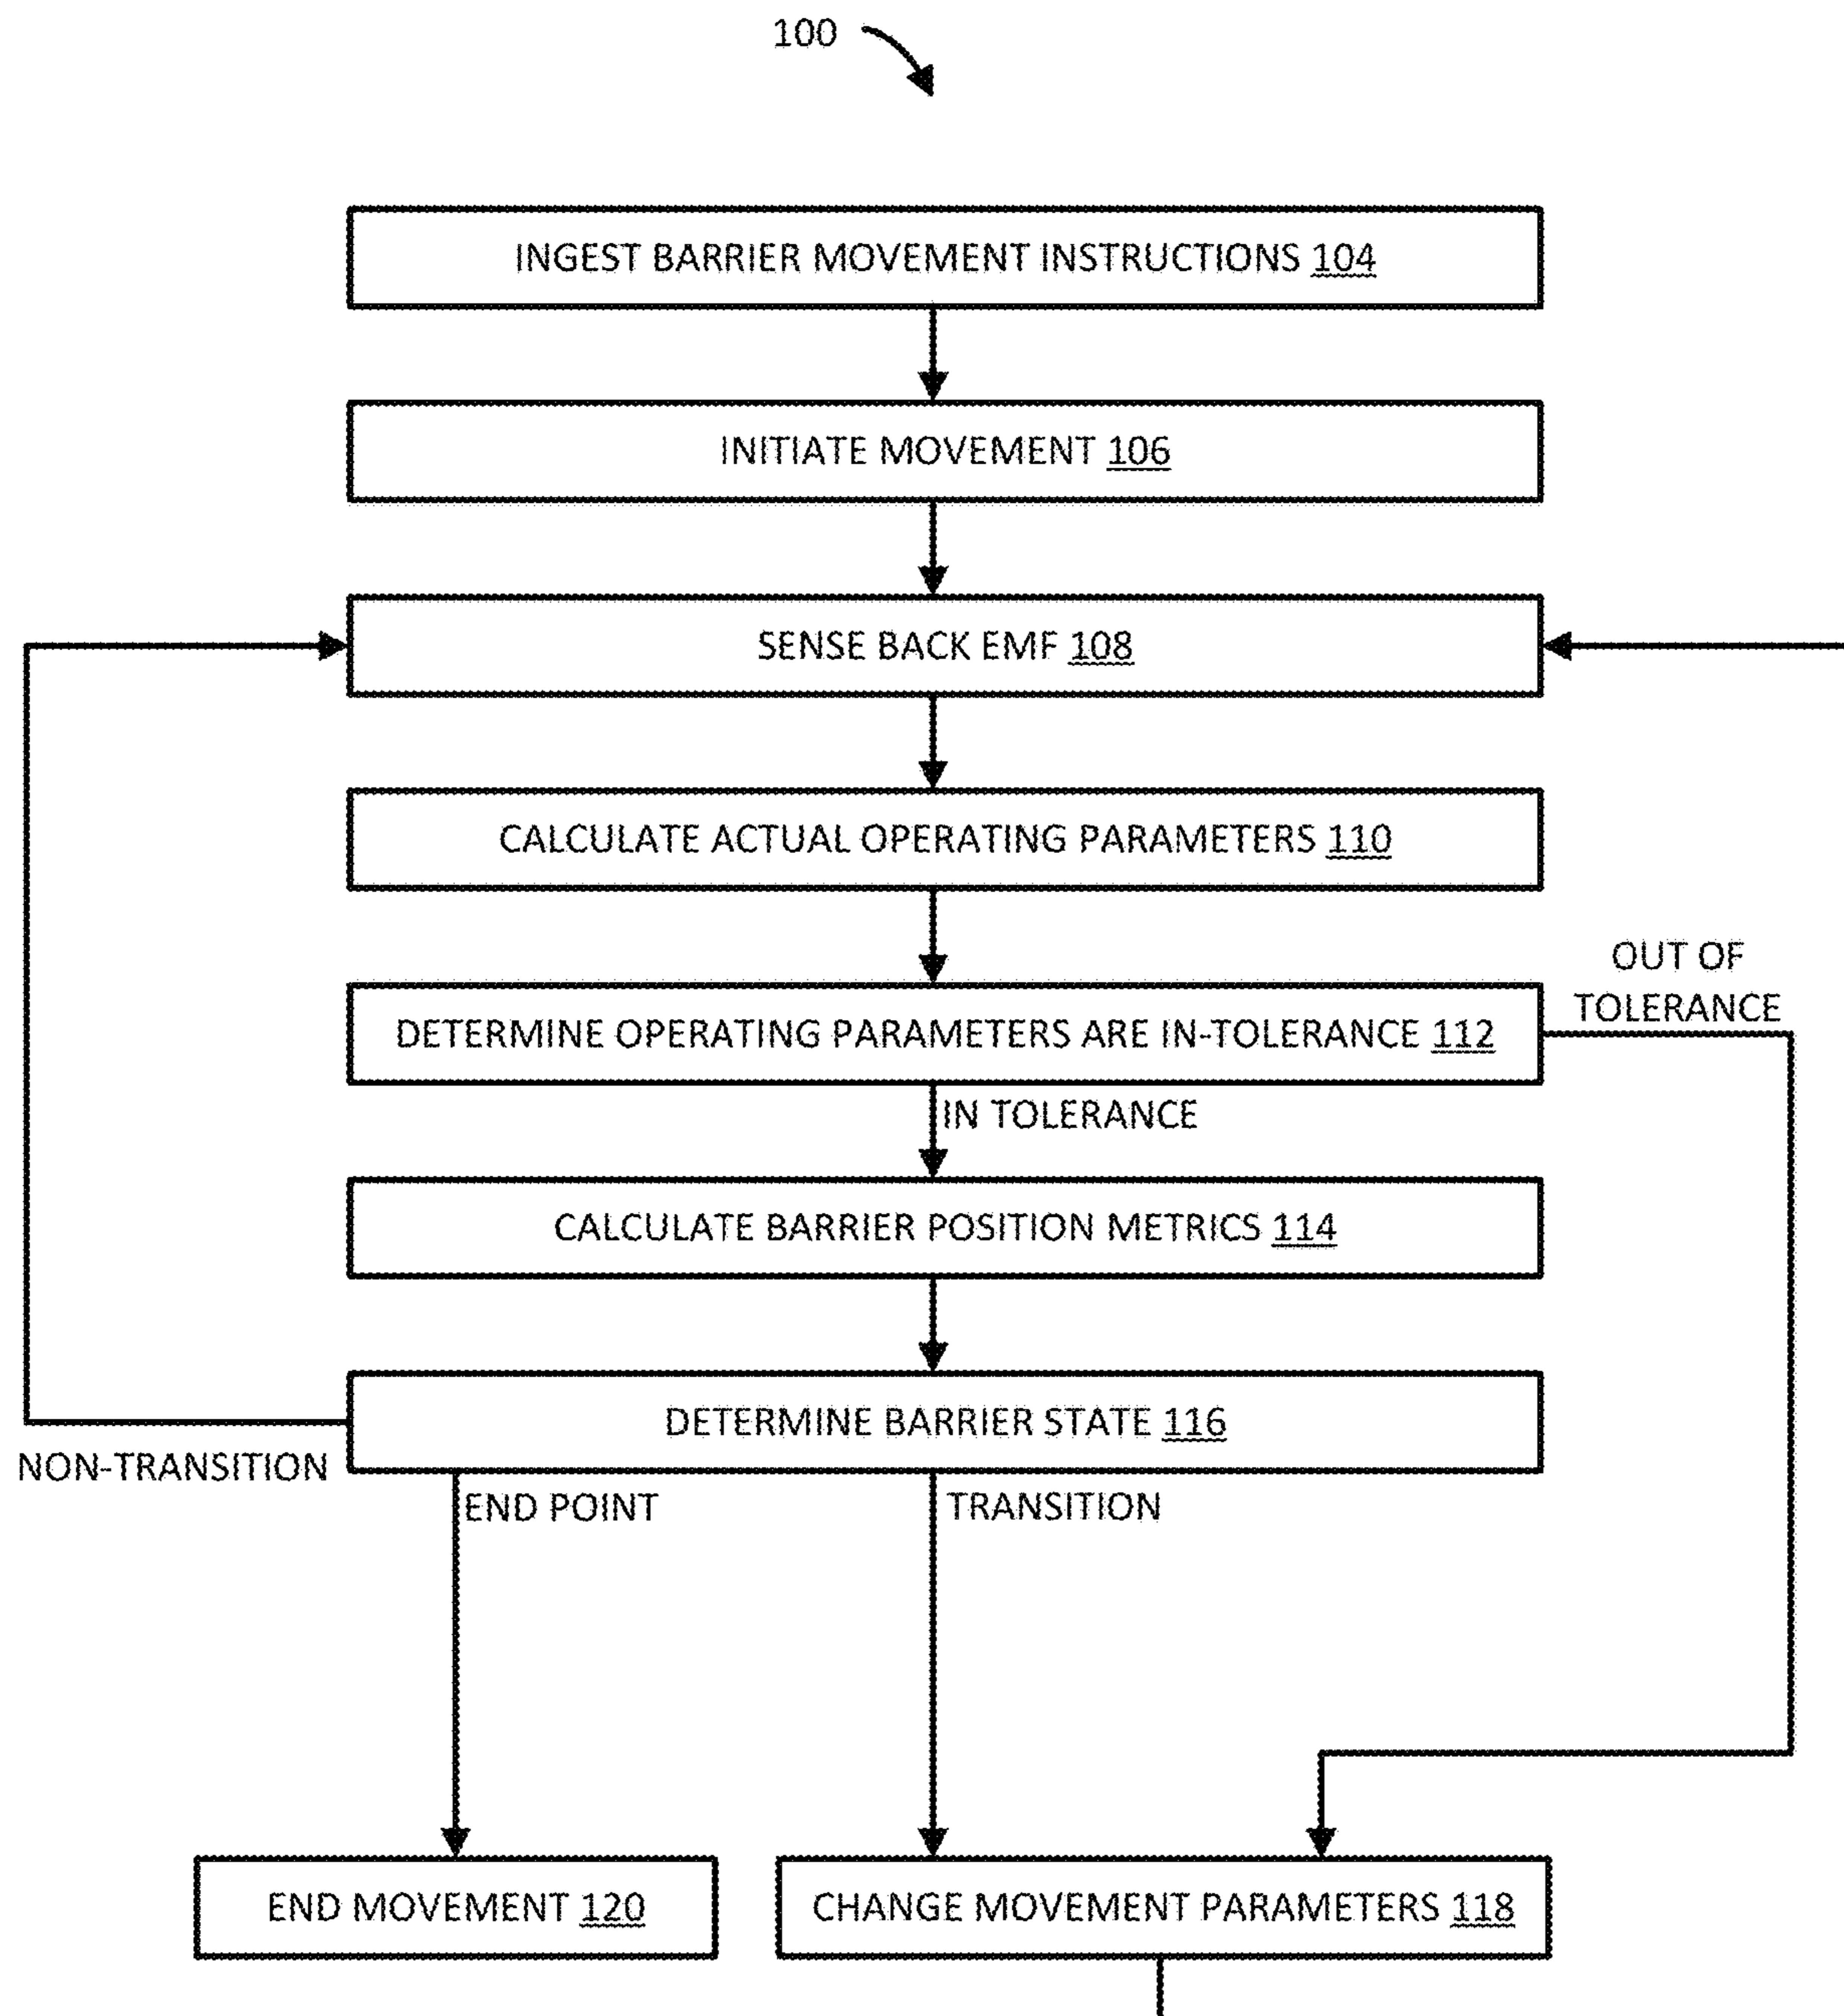 100
INGEST BARRIER MOVEMENT INSTRUCTIONS 104
INITIATE MOVEMENT 106
SENSE BACK EMF 108
CALCULATE ACTUAL OPERATING PARAMETERS 110
OUT OF
TOLERANCE
DETERMINE OPERATING PARAMETERS ARE IN-TOLERANCE 112
IN TOLERANCE
CALCULATE BARRIER POSITION METRICS 114
DETERMINE BARRIER STATE 116
NON-TRANSITION
END POINT
TRANSITION
END MOVEMENT 120
CHANGE MOVEMENT PARAMETERS 118